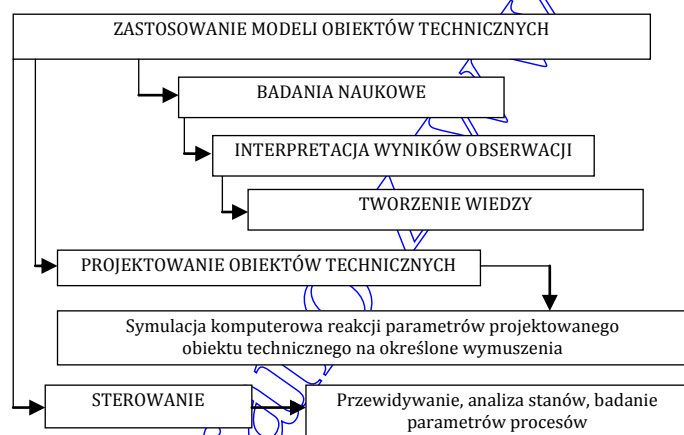 ZASTOSOWANIE MODELI OBIEKTÓW TECHNICZNYCH
BADANIA NAUKOWE
INTERPRETACJA WYNIKÓW OBSERWACJI
TWORZENIE WIEDZY
PROJEKTOWANIE OBIEKTÓW TECHNICZNYCH
Symulacja komputerowa reakcji parametrów projektowanego
obiektu technicznego na określone wymuszenia
STEROWANIE
Przewidywanie, analiza stanów, badanie
parametrów procesów